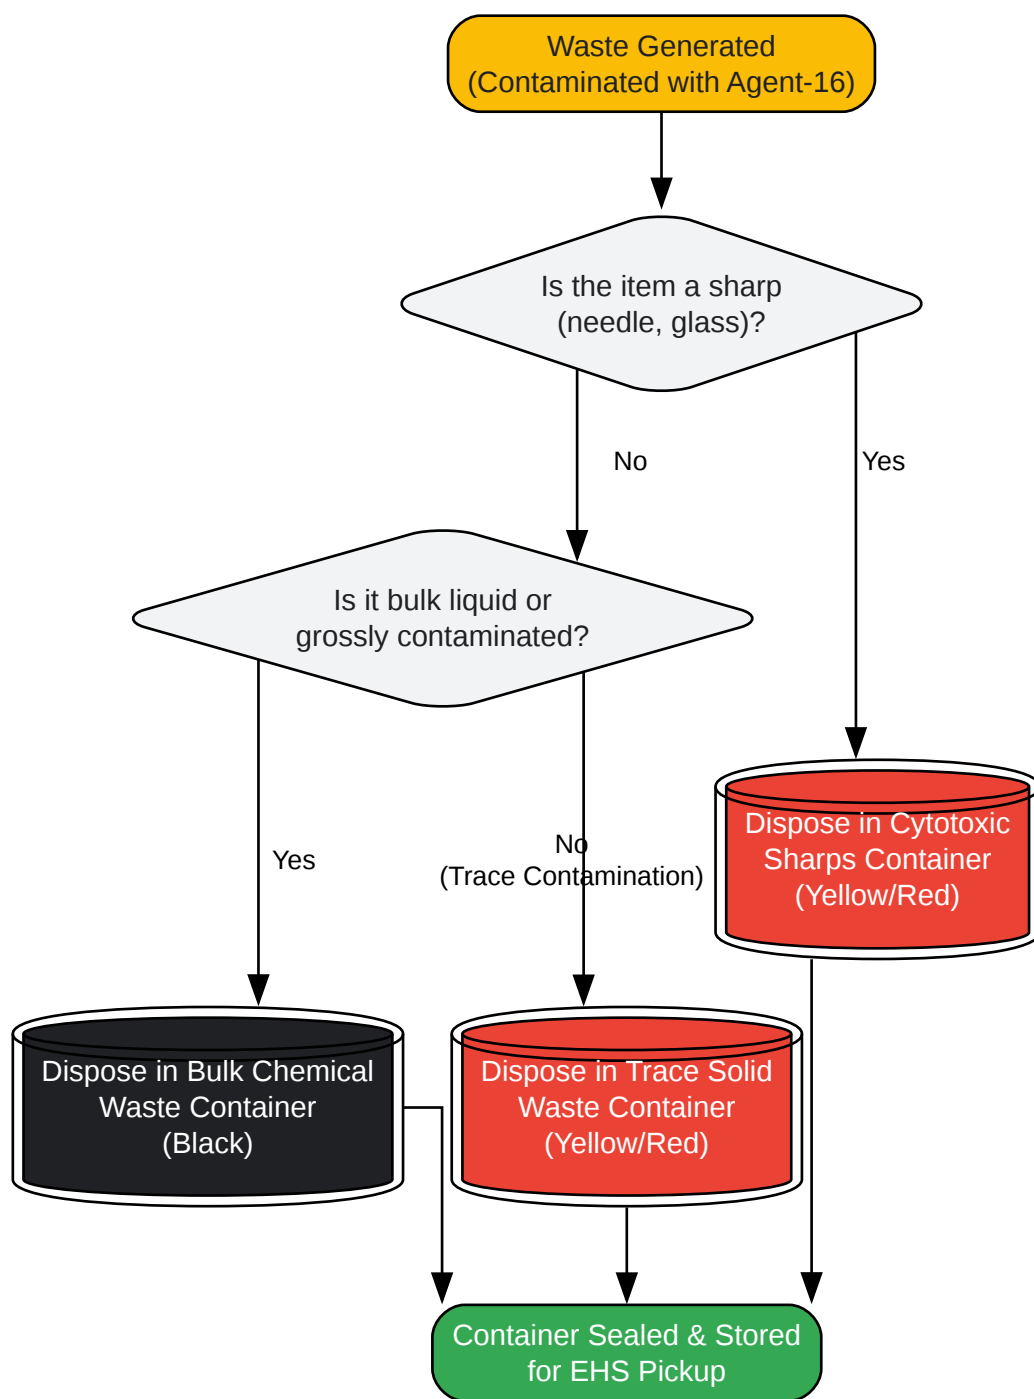 Waste Generated
(Contaminated with Agent-16)
Is the item a sharp
(needle, glass)?
No
Yes
Is it bulk liquid or
grossly contaminated?
Yes
No
(Trace Contamination)
Dispose in Cytotoxic
Sharps Container
(Yellow/Red)
Dispose in Bulk Chemical
Waste Container
(Black)
Dispose in Trace Solid
Waste Container
(Yellow/Red)
Container Sealed & Stored
for EHS Pickup